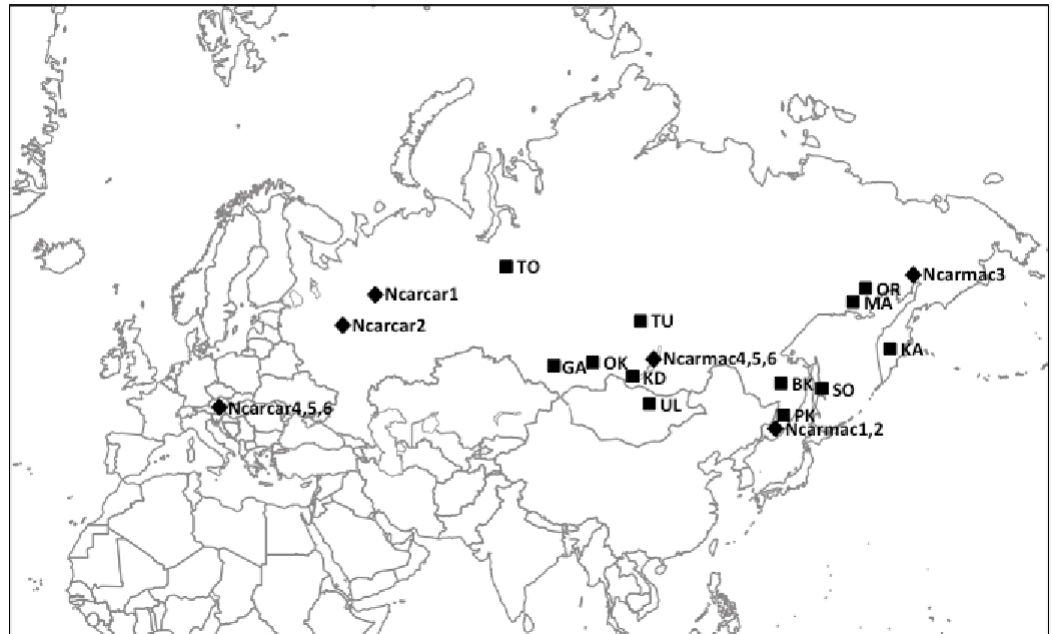 TO
Ncarcar1
Ncarcar2
Ncarcar4,5,6
TU
Ncarmac4,5,6
GA
OK
KD
UL
Ncarmac3
OR
MA
KA
BK
SO
PK
Ncarmac1,2